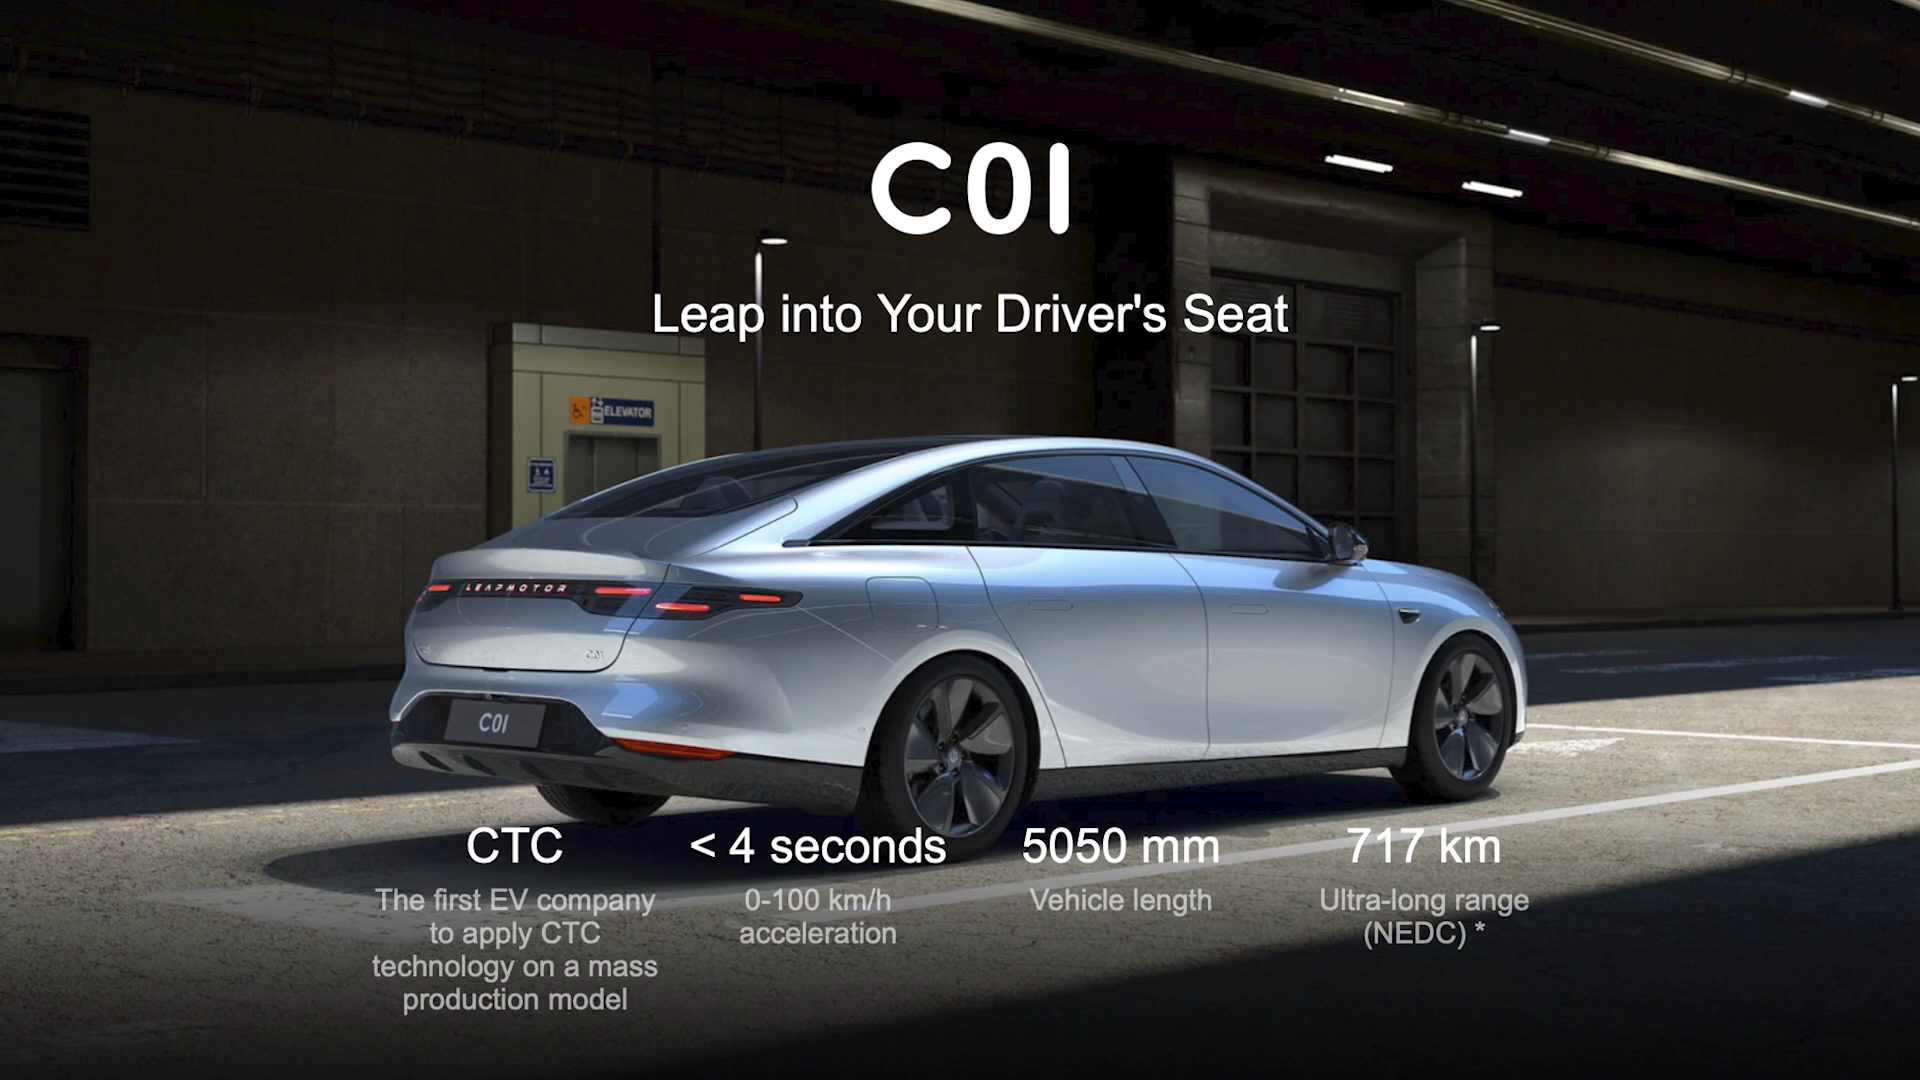 C01
Leap into Your Driver's Seat
ELEVATOR
LEAPMOTOR
C01
C01
CTC
The first EV company
to apply CTC
technology on a mass
production model
< 4 seconds
0-100 km/h
acceleration
5050 mm
Vehicle length
717 km
Ultra-long range
(NEDC) *